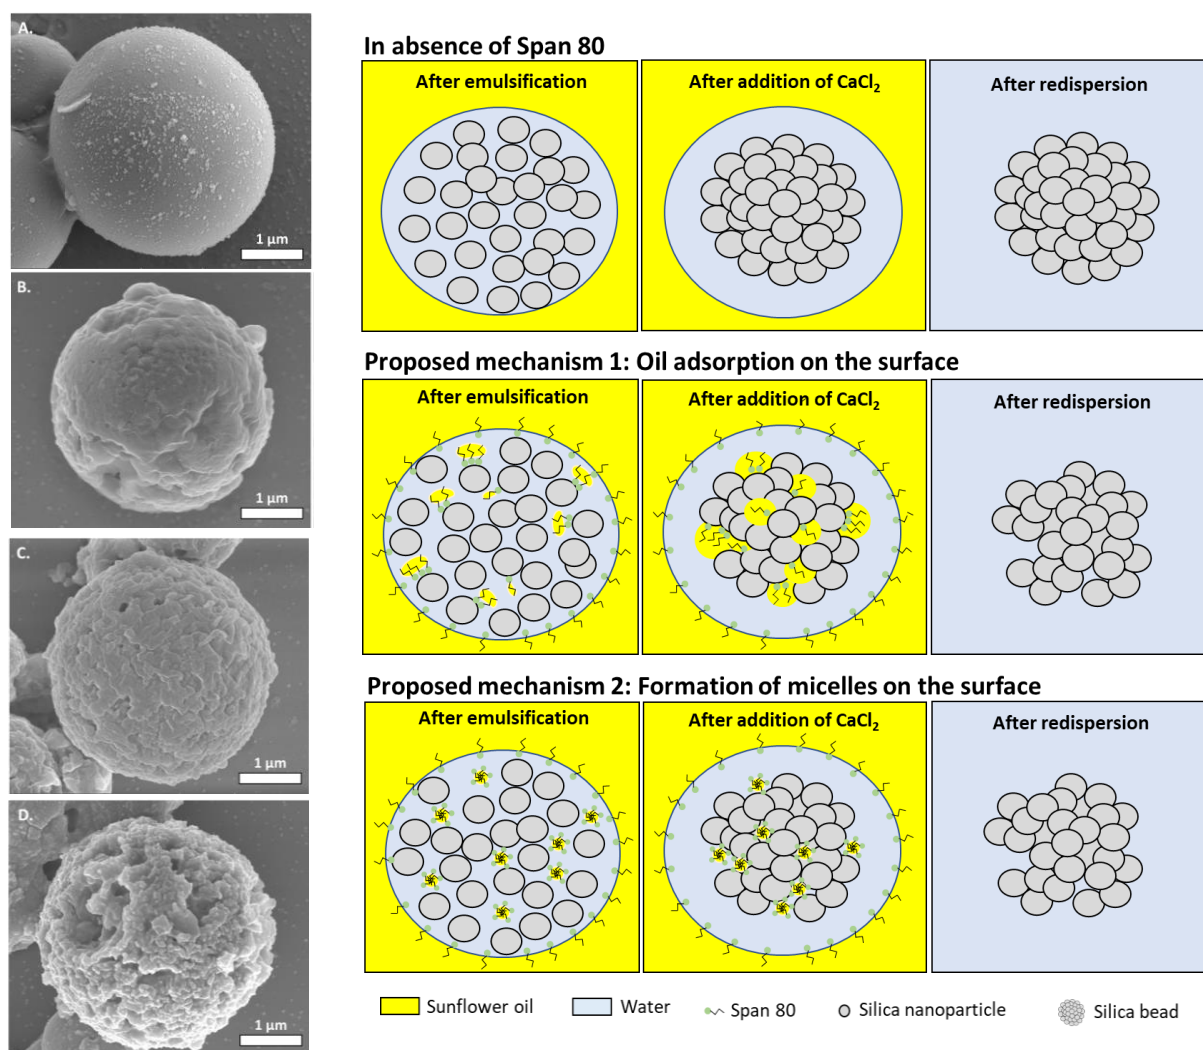 A.
1 µm
B.
1 µm
C.
1 µm
D.
1 µm
In absence of Span 80
After emulsification
After addition of CaCl₂
After redispersion
Proposed mechanism 1: Oil adsorption on the surface
After emulsification
After addition of CaCl₂
After redispersion
Proposed mechanism 2: Formation of micelles on the surface
After emulsification
After addition of CaCl₂
After redispersion
Sunflower oil
Water
Span 80
Silica nanoparticle
Silica bead